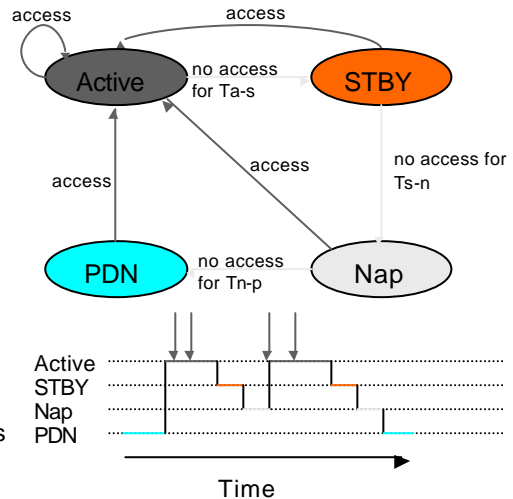 access
access
Active
no access
for Ta-s
STBY
access
access
no access for
Ts-n
PDN
no access
for Tn-p
Nap
Active
STBY
Nap
s
PDN
Time